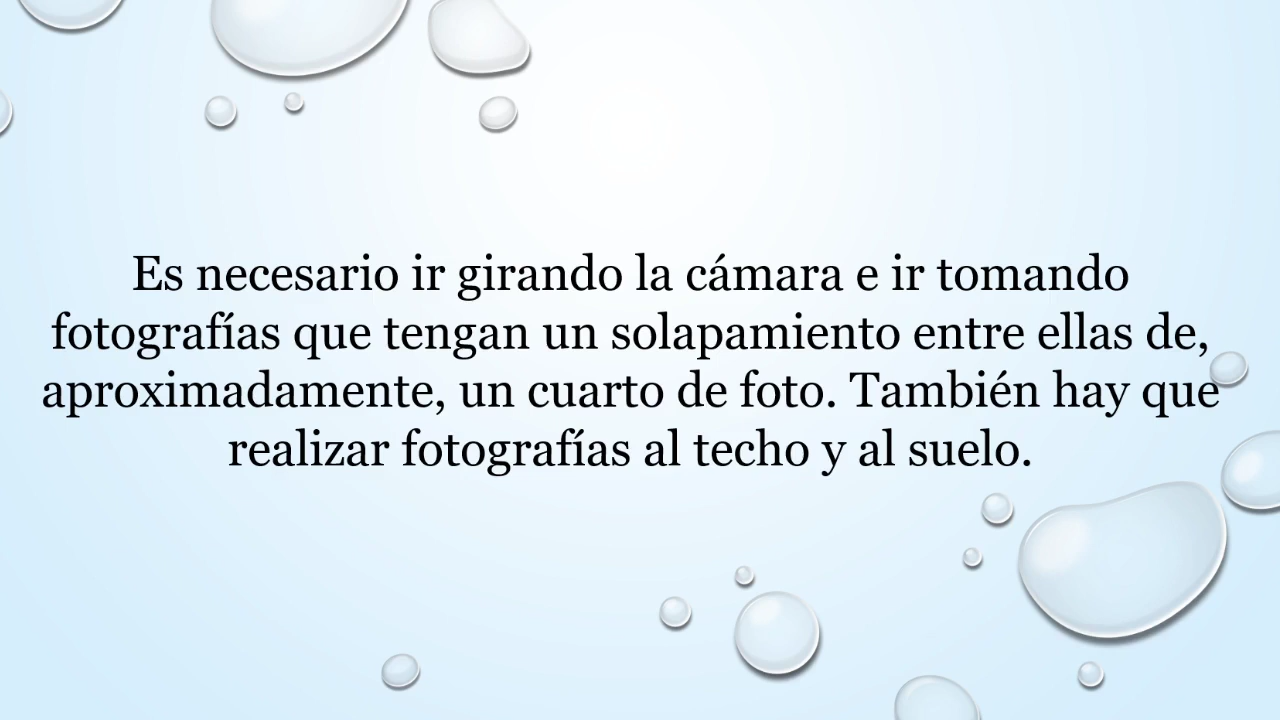 Es necesario ir girando la cámara e ir tomando
fotografías que tengan un solapamiento entre ellas de,
aproximadamente, un cuarto de foto. También hay que
realizar fotografías al techo y al suelo.